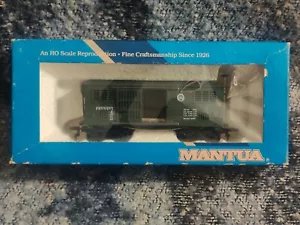 An HO Scale Reproduction • Fine Craftsmanship Since 1926
MANTUA